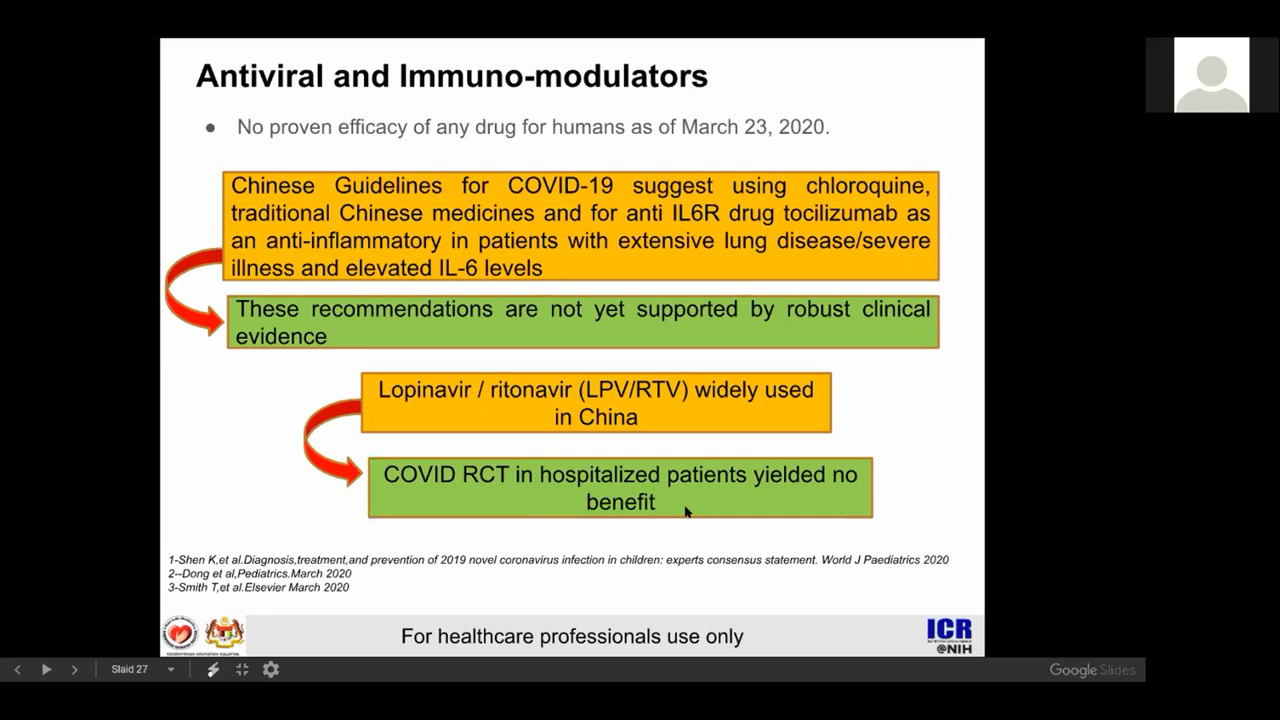 Antiviral and Immuno-modulators
● No proven efficacy of any drug for humans as of March 23, 2020.
Chinese Guidelines for COVID-19 suggest using chloroquine,
traditional Chinese medicines and for anti IL6R drug tocilizumab as
an anti-inflammatory in patients with extensive lung disease/severe
illness and elevated IL-6 levels
These recommendations are not yet supported by robust clinical
evidence
Lopinavir / ritonavir (LPV/RTV) widely used
in China
COVID RCT in hospitalized patients yielded no
benefit
1-Shen K,et al.Diagnosis,treatment,and prevention of 2019 novel coronavirus infection in children: experts consensus statement. World J Paediatrics 2020
2--Dong et al,Pediatrics.March 2020
3-Smith T,et al.Elsevier March 2020
For healthcare professionals use only
KEMENTERIAN KESIHATAN MALAYSIA
ICR
@NIH
Slaid 27
Google Slides